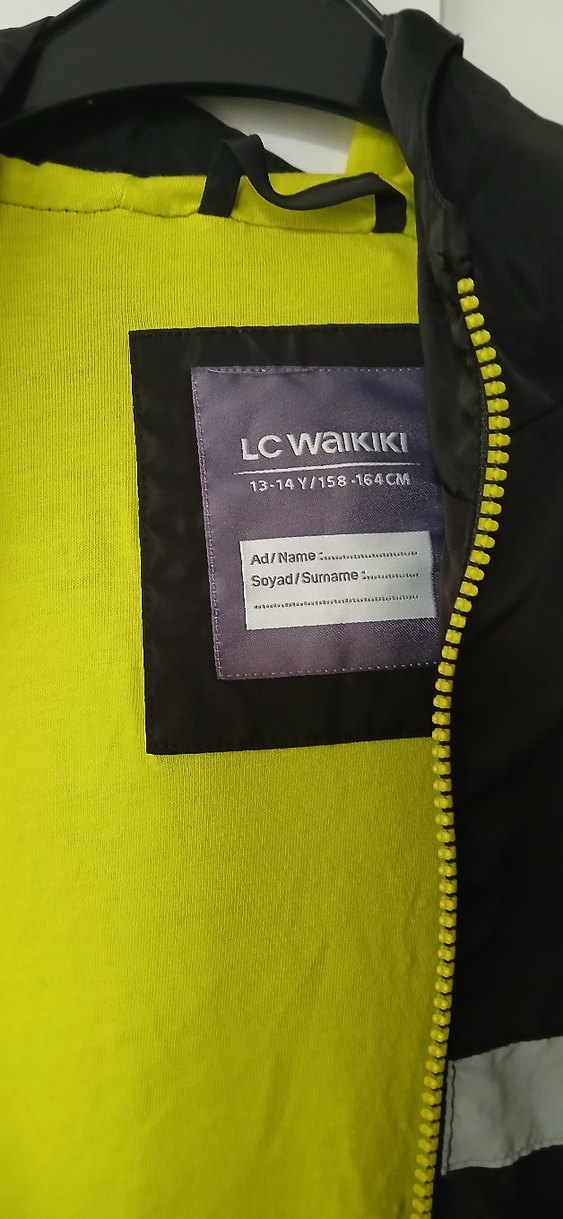 LC WAIKIKI
13-14 Y/158-164 CM
Ad/Name :
Soyad/Surname :